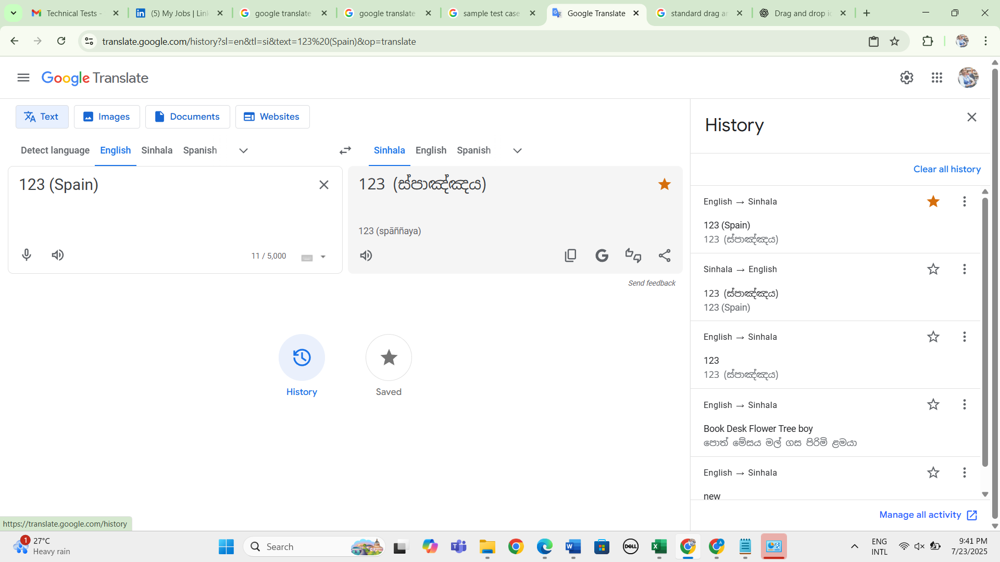 Technical Tests -
(5) My Jobs | Link
google translate
google translate
sample test case
Google Translate
standard drag an
Drag and drop ic
translate.google.com/history?sl=en&tl=si&text=123%20(Spain)&op=translate
Google Translate
Text
Images
Documents
Websites
Detect language
English
Sinhala
Spanish
Sinhala
English
Spanish
123 (Spain)
11 / 5,000
123 (ස්පාඤ්ඤය)
123 (spāññaya)
Send feedback
History
Saved
History
Clear all history
English → Sinhala
123 (Spain)
123 (ස්පාඤ්ඤය)
Sinhala → English
123 (ස්පාඤ්ඤය)
123 (Spain)
English → Sinhala
123
123 (ස්පාඤ්ඤය)
English → Sinhala
Book Desk Flower Tree boy
පොත් මේසය මල් ගස පිරිමි ළමයා
English → Sinhala
new
Manage all activity
https://translate.google.com/history
1
27°C
Heavy rain
Search
DELL
ENG
INTL
9:41 PM
7/23/2025